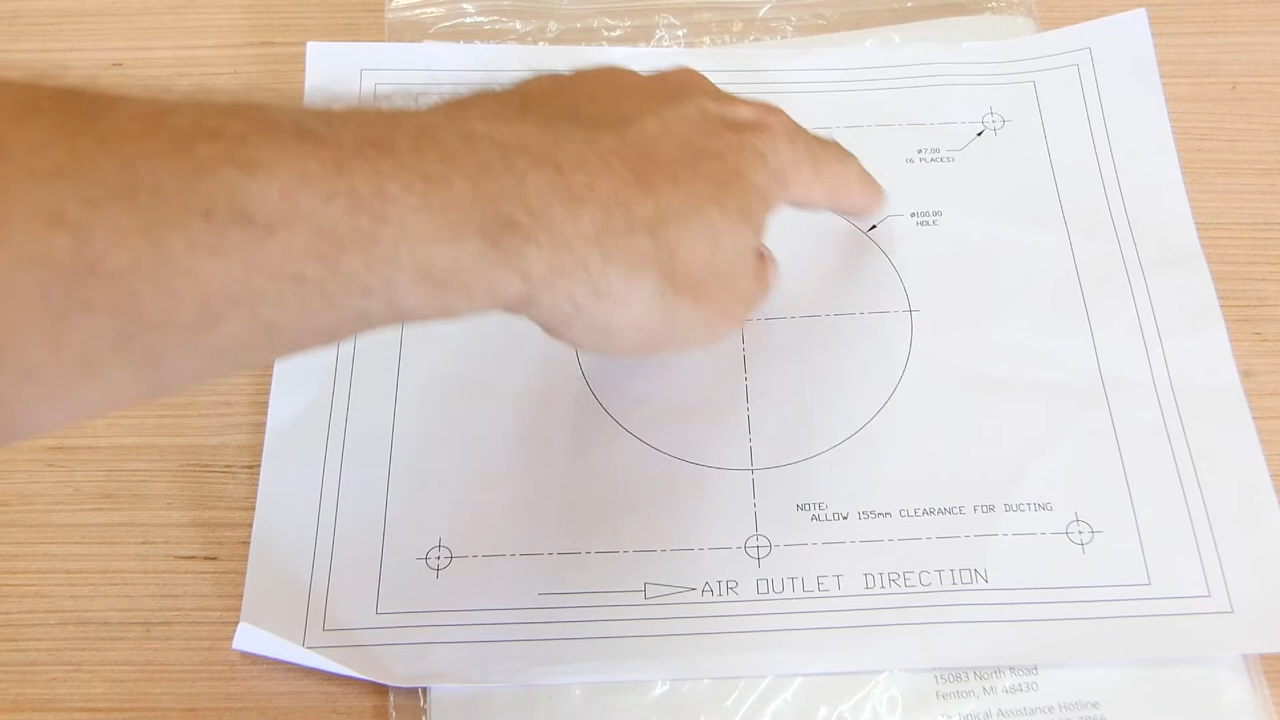 ø7.00
(6 PLACES)
ø100.00
HOLE
NOTE:
ALLOW 155mm CLEARANCE FOR DUCTING
AIR OUTLET DIRECTION
15083 North Road
Fenton, MI 48430
Technical Assistance Hotline